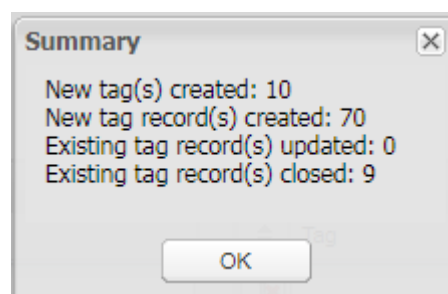 Summary
New tag(s) created: 10
New tag record(s) created: 70
Existing tag record(s) updated: 0
Existing tag record(s) closed: 9
Tag
OK